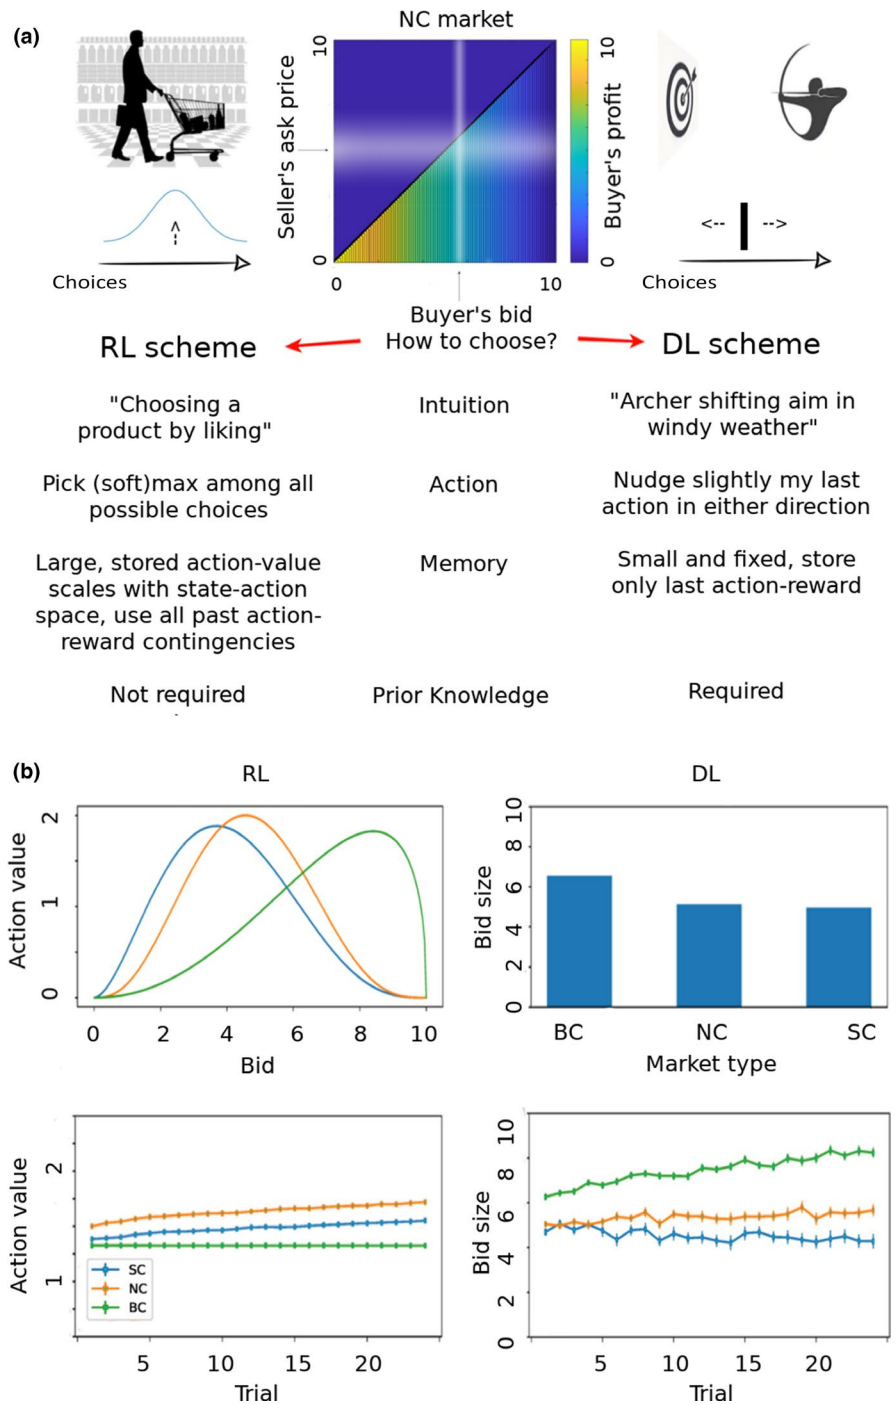 (a)
NC market
10
Seller's ask price
0
0
10
10
Buyer's profit
0
Choices
<-- -->
Choices
Buyer's bid
How to choose?
RL scheme
DL scheme
"Choosing a
product by liking"
Intuition
"Archer shifting aim in
windy weather"
Pick (soft)max among all
possible choices
Action
Nudge slightly my last
action in either direction
Large, stored action-value
scales with state-action
space, use all past action-
reward contingencies
Memory
Small and fixed, store
only last action-reward
Not required
Prior Knowledge
Required
(b)
RL
Action value
2
1
0
0 2 4 6 8 10
Bid
DL
Bid size
10
8
6
4
2
0
BC NC SC
Market type
Action value
2
1
SC
NC
BC
5 10 15 20
Trial
Bid size
10
8
6
4
2
0
5 10 15 20
Trial